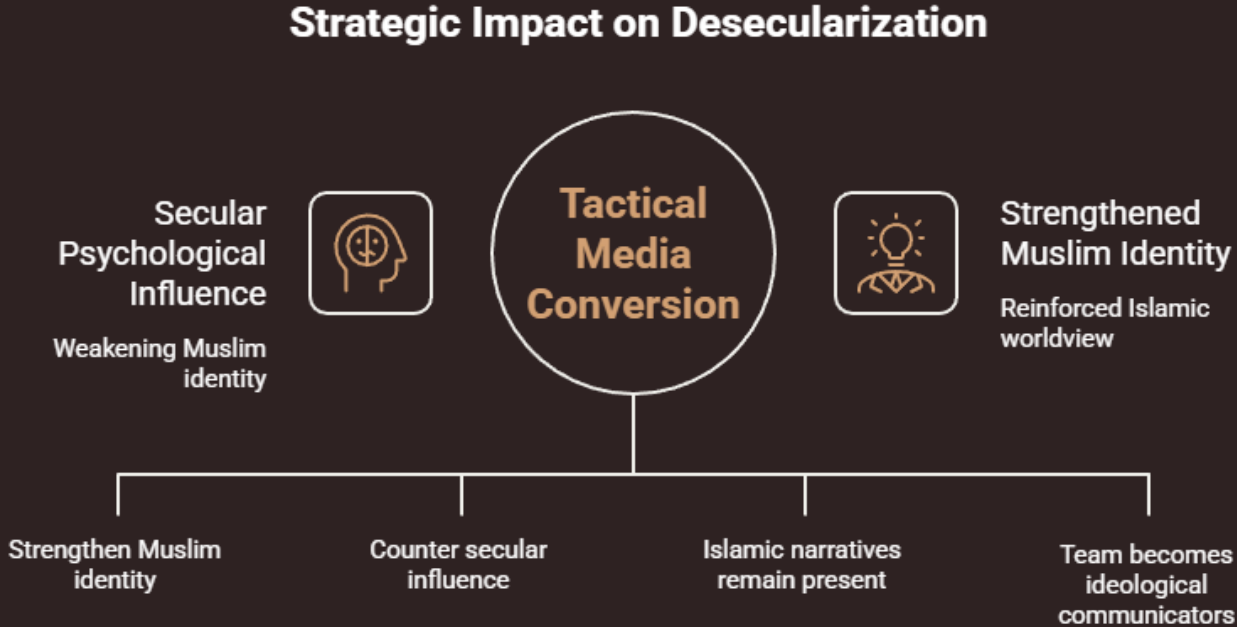 Strategic Impact on Desecularization
Secular
Psychological
Influence
Weakening Muslim
identity
Tactical
Media
Conversion
Strengthened
Muslim Identity
Reinforced Islamic
worldview
Strengthen Muslim
identity
Counter secular
influence
Islamic narratives
remain present
Team becomes
ideological
communicators